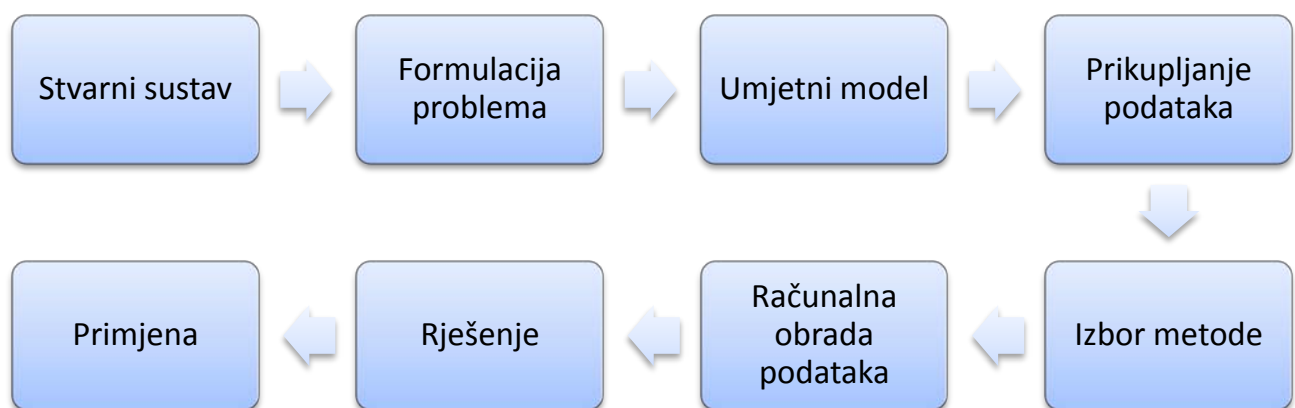 Stvarni sustav
Formulacija
problema
Umjetni model
Prikupljanje
podataka
Izbor metode
Računalna
obrada
podataka
Rješenje
Primjena